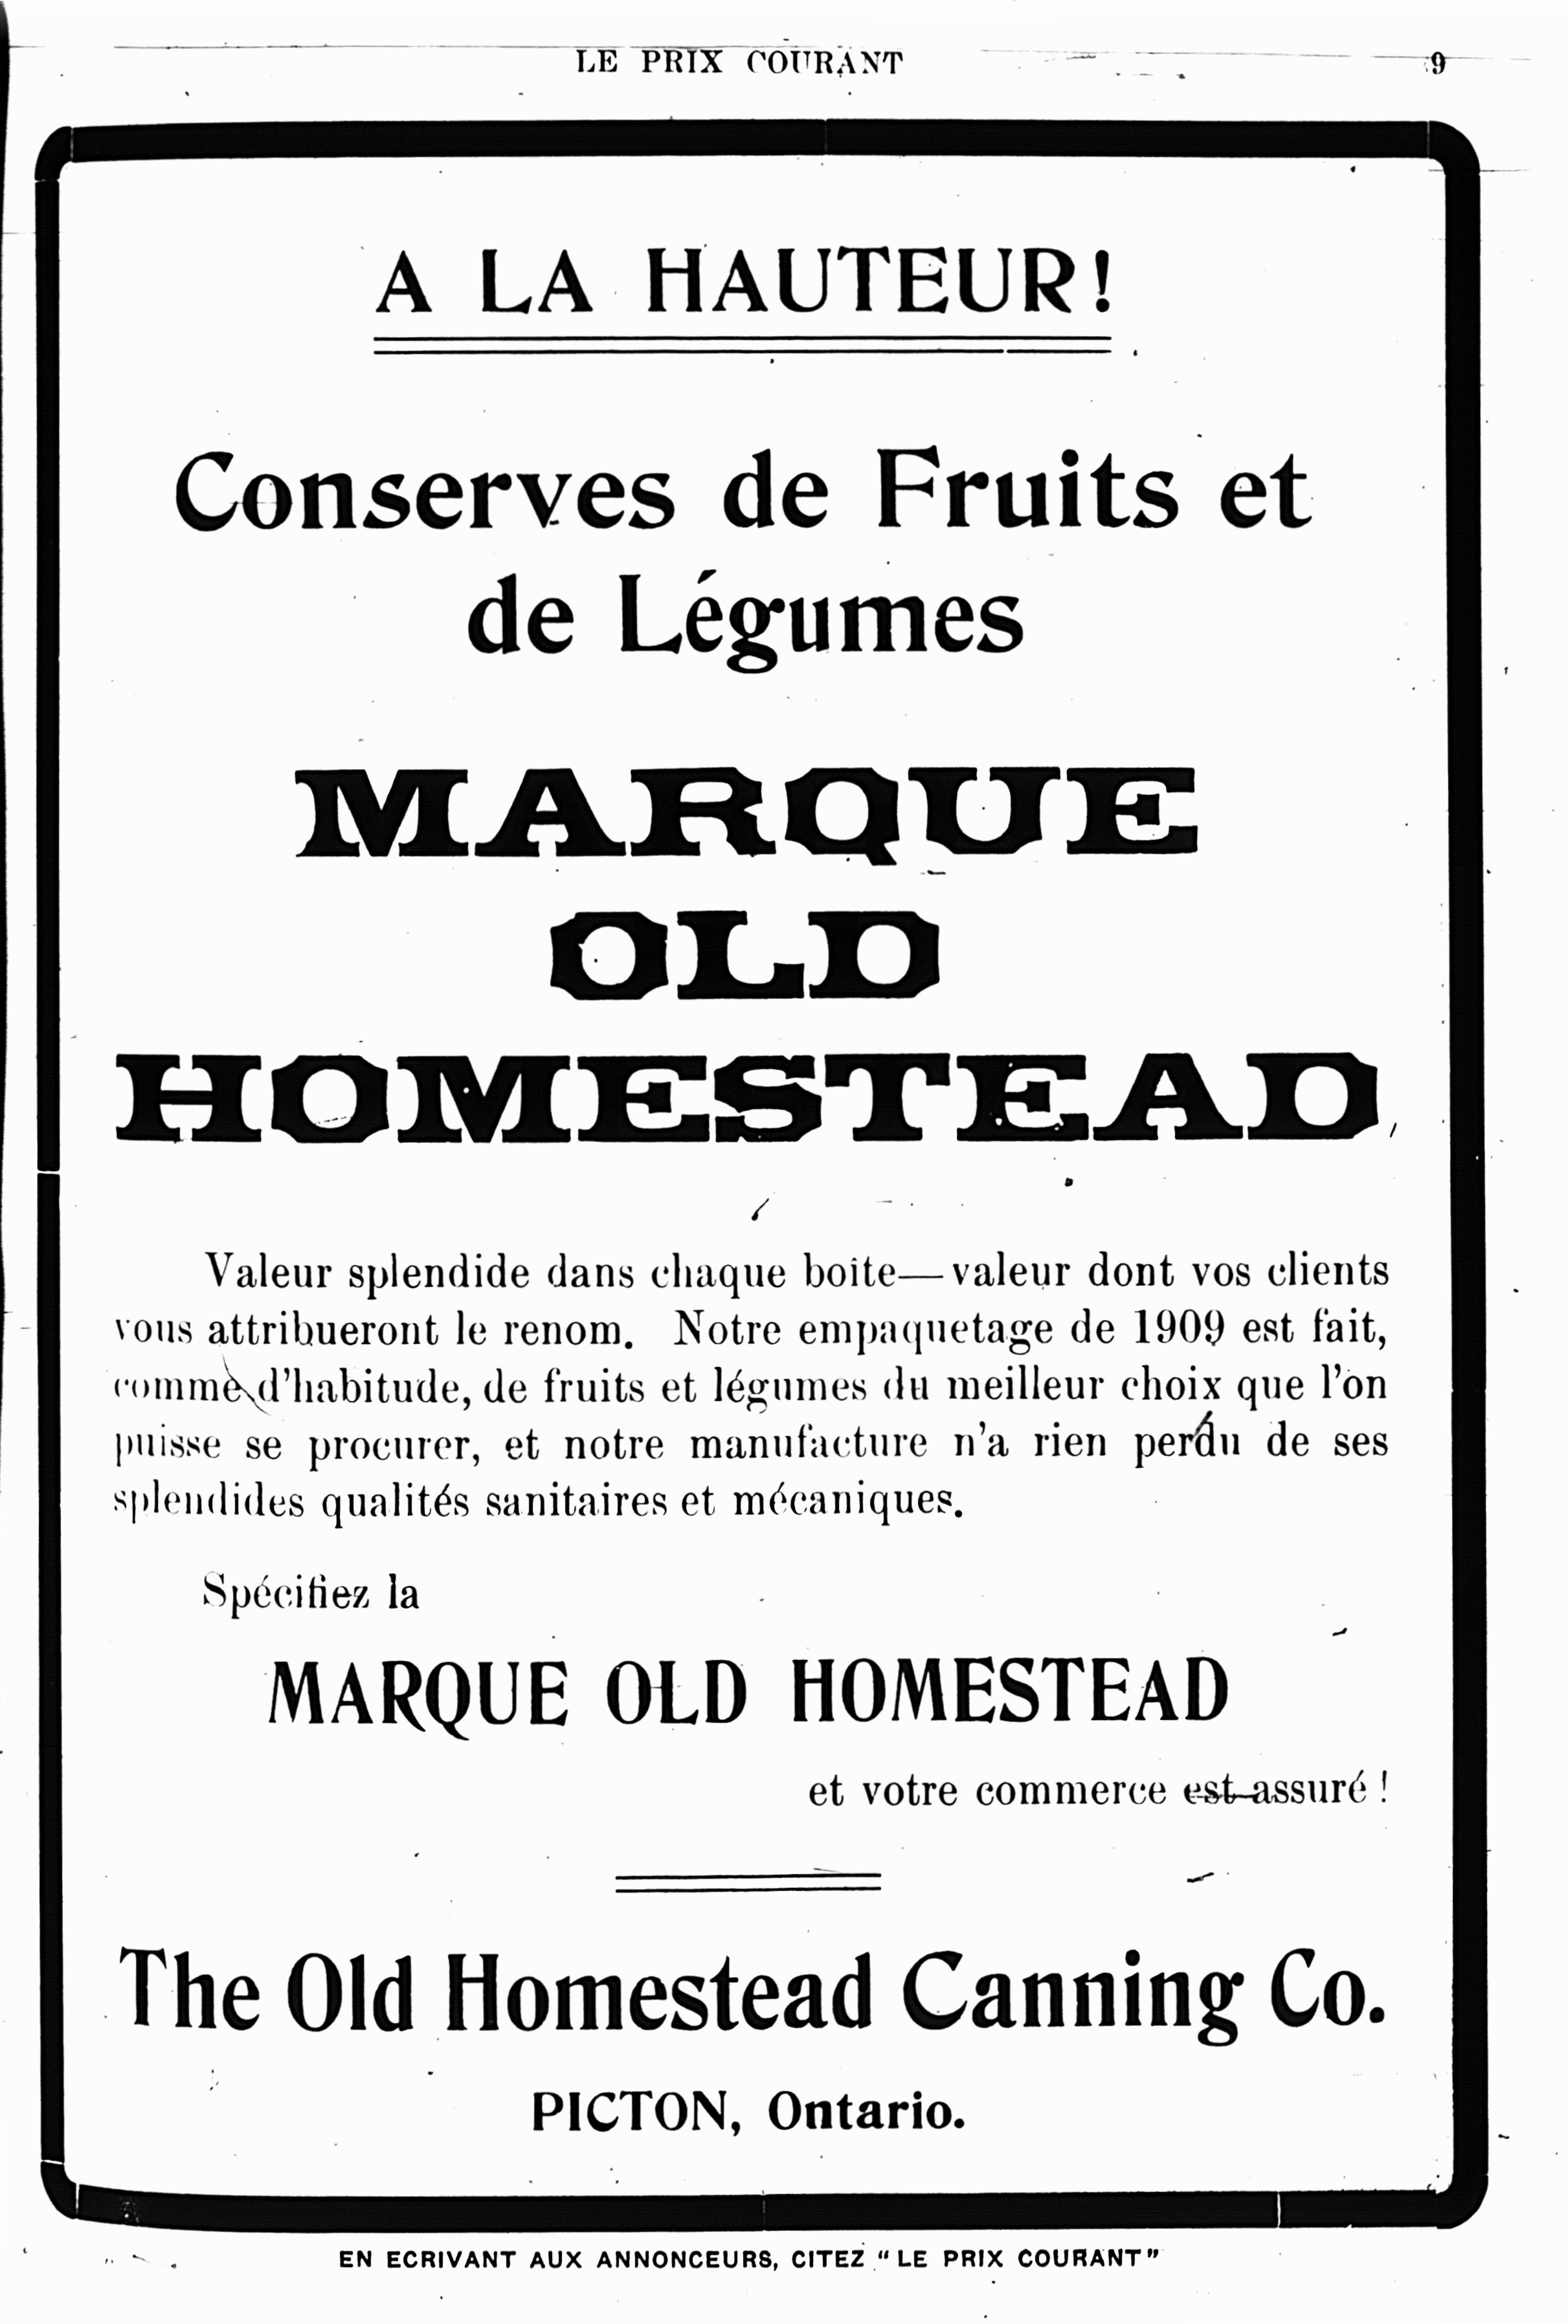 LE PRIX COURANT 9
A LA HAUTEUR!
Conserves de Fruits et
de Légumes
MARQUE
OLD
HOMESTEAD
Valeur splendide dans chaque boîte—valeur dont vos clients
vous attribueront le renom. Notre empaquetage de 1909 est fait,
comme d'habitude, de fruits et légumes du meilleur choix que l'on
puisse se procurer, et notre manufacture n'a rien perdu de ses
splendides qualités sanitaires et mécaniques.
Spécifiez la
MARQUE OLD HOMESTEAD
et votre commerce est assuré !
The Old Homestead Canning Co.
PICTON, Ontario.
EN ECRIVANT AUX ANNONCEURS, CITEZ "LE PRIX COURANT"